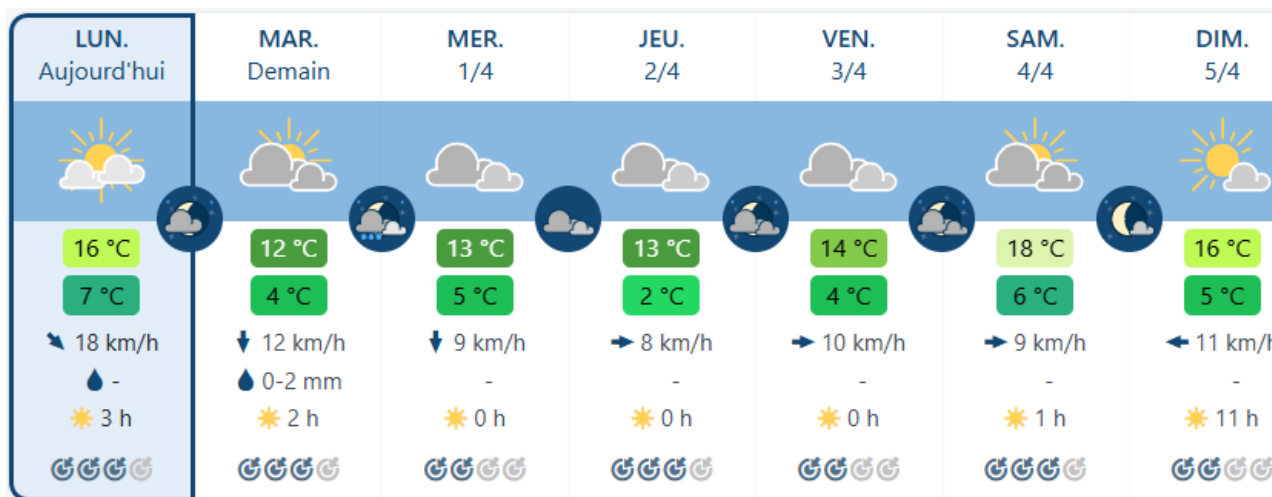 LUN. MAR. MER. JEU. VEN. SAM. DIM.
Aujourd'hui Demain 1/4 2/4 3/4 4/4 5/4
16 °C 12 °C 13 °C 13 °C 14 °C 18 °C 16 °C
7 °C 4 °C 5 °C 2 °C 4 °C 6 °C 5 °C
18 km/h 12 km/h 9 km/h 8 km/h 10 km/h 9 km/h 11 km/h
- 0-2 mm - - - - -
3 h 2 h 0 h 0 h 0 h 1 h 11 h